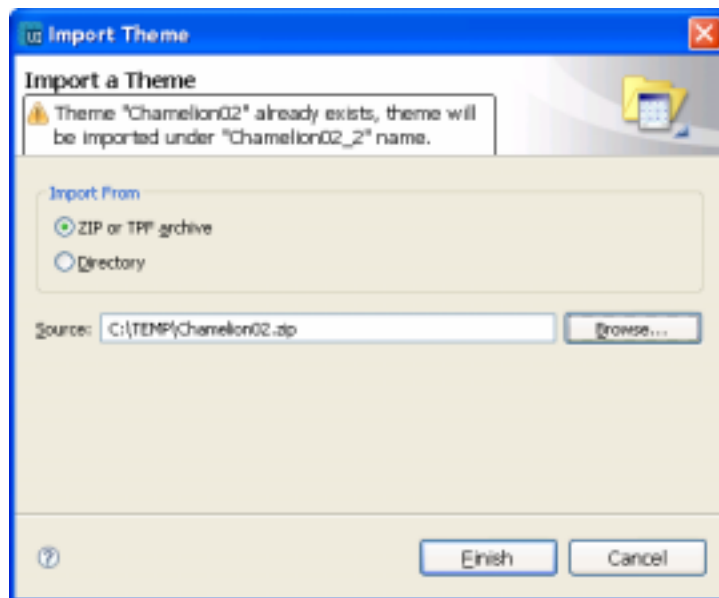 UI Import Theme
Import a Theme
Theme "Chamelion02" already exists, theme will
be imported under "Chamelion02_2" name.
Import From
ZIP or TPF archive
Directory
Source: C:\TEMP\Chamelion02.zip Browse...
Finish Cancel